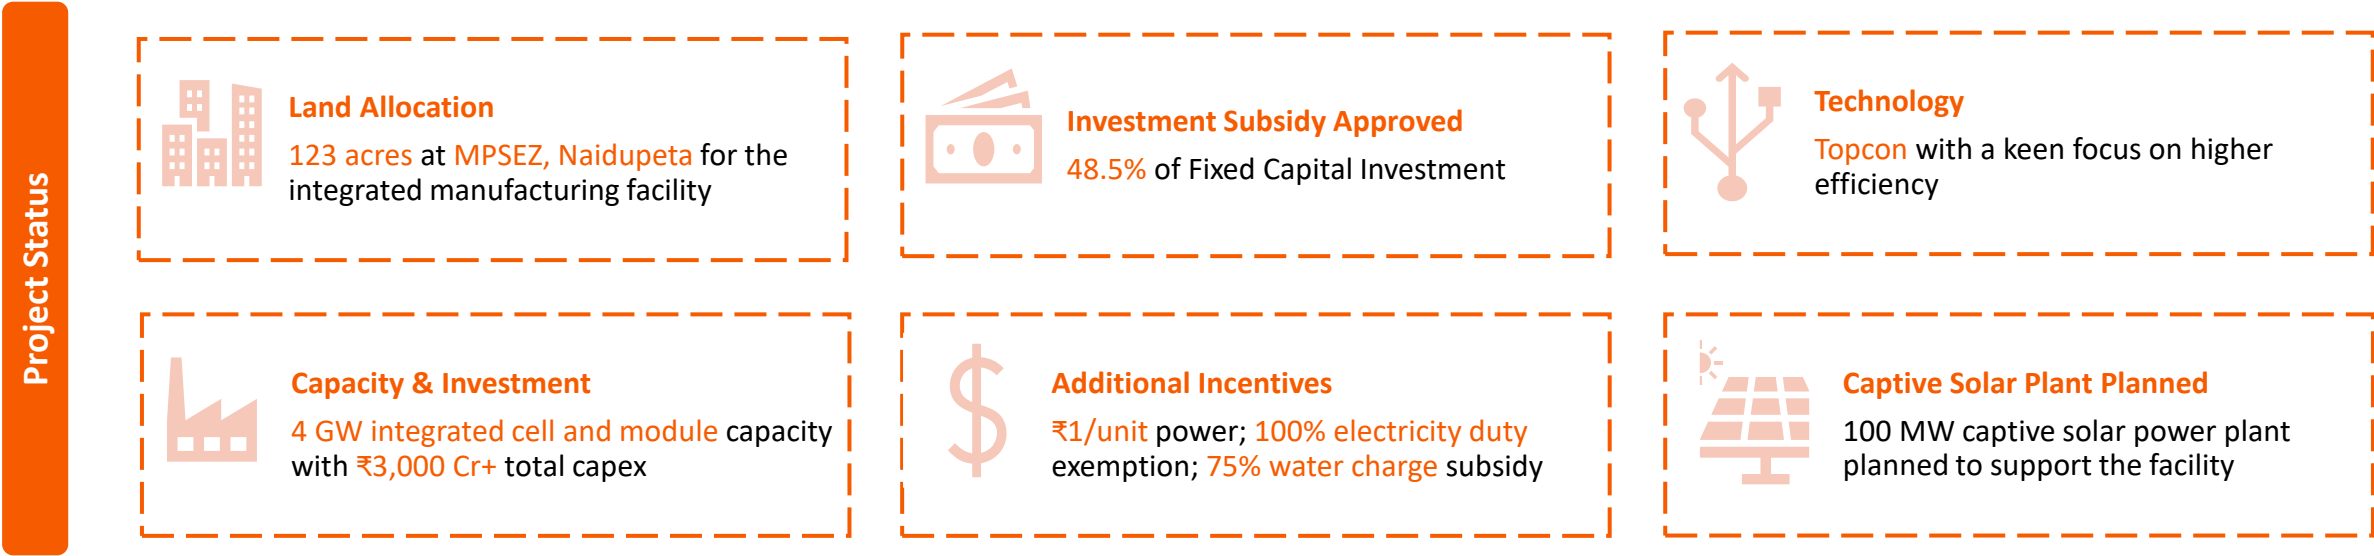 Project Status
Land Allocation
123 acres at MPSEZ, Naidupeta for the
integrated manufacturing facility
Investment Subsidy Approved
48.5% of Fixed Capital Investment
Technology
Topcon with a keen focus on higher
efficiency
Capacity & Investment
4 GW integrated cell and module capacity
with ₹3,000 Cr+ total capex
Additional Incentives
₹1/unit power; 100% electricity duty
exemption; 75% water charge subsidy
Captive Solar Plant Planned
100 MW captive solar power plant
planned to support the facility